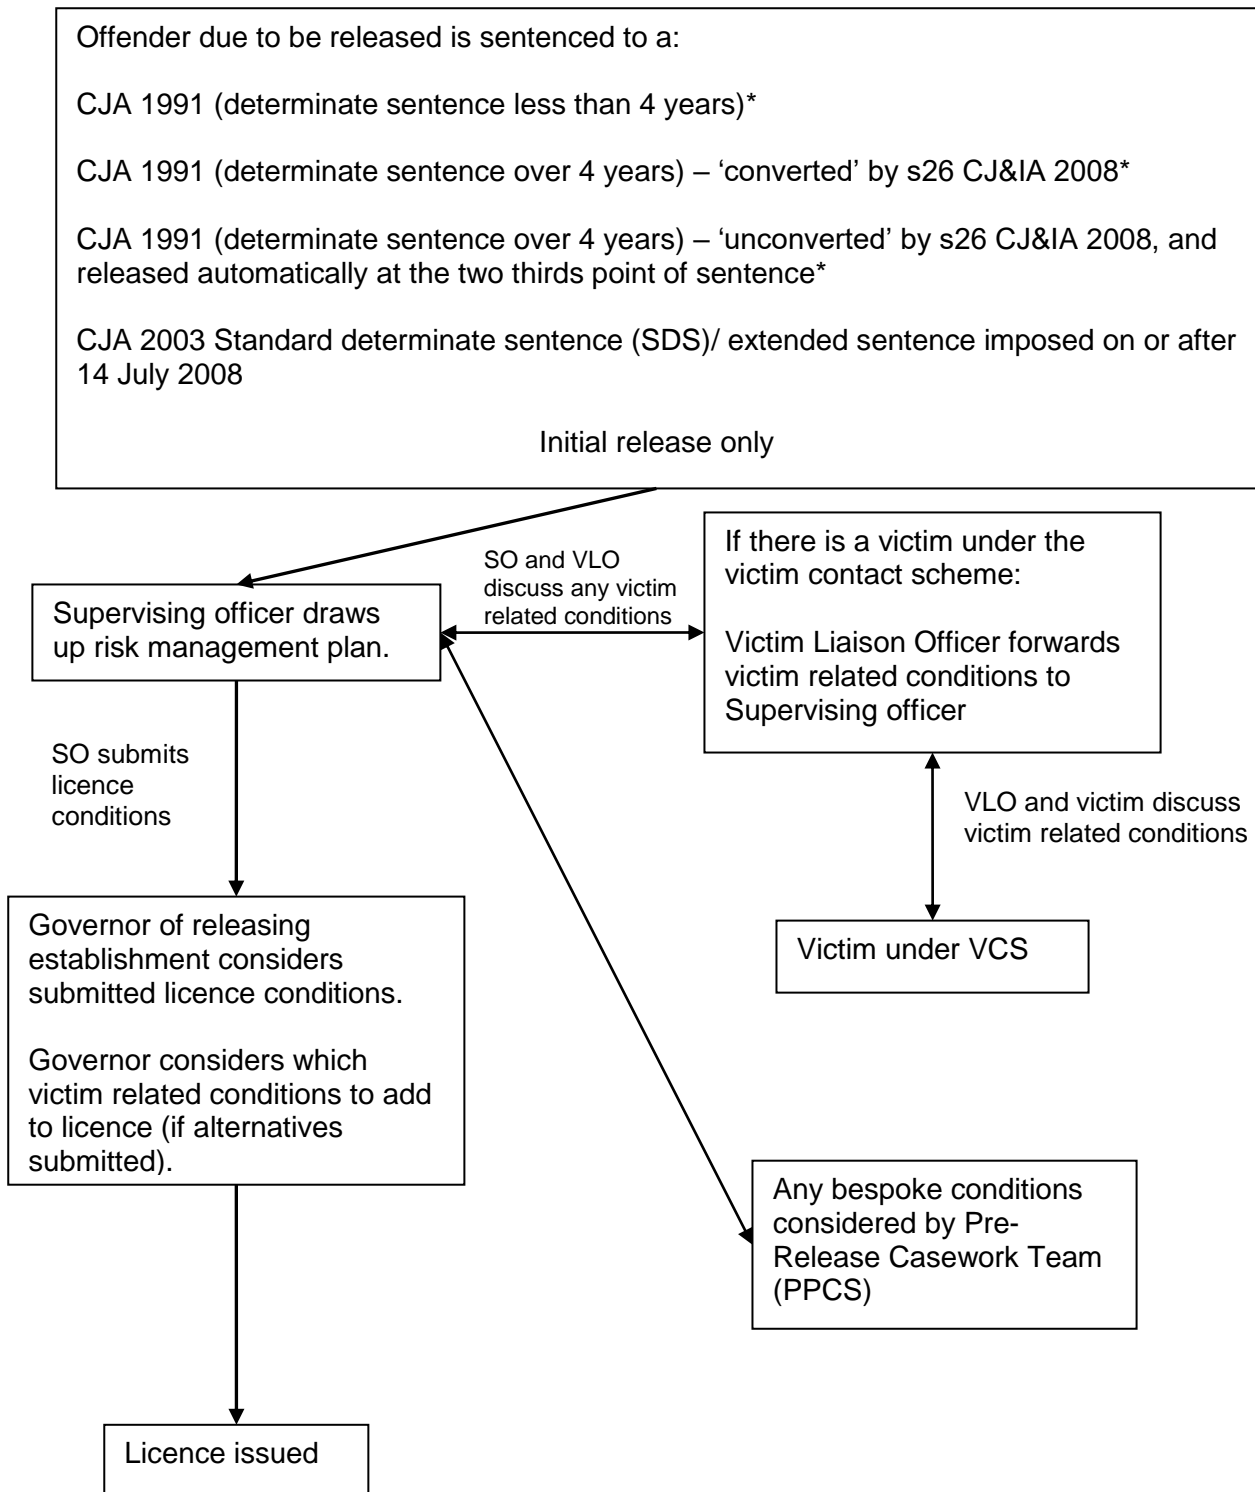 Offender due to be released is sentenced to a:
CJA 1991 (determinate sentence less than 4 years)*
CJA 1991 (determinate sentence over 4 years) – ‘converted’ by s26 CJ&IA 2008*
CJA 1991 (determinate sentence over 4 years) – ‘unconverted’ by s26 CJ&IA 2008, and
released automatically at the two thirds point of sentence*
CJA 2003 Standard determinate sentence (SDS)/ extended sentence imposed on or after
14 July 2008
Initial release only
SO and VLO
discuss any victim
related conditions
If there is a victim under the
victim contact scheme:
Victim Liaison Officer forwards
victim related conditions to
Supervising officer
Supervising officer draws
up risk management plan.
SO submits
licence
conditions
VLO and victim discuss
victim related conditions
Governor of releasing
establishment considers
submitted licence conditions.
Governor considers which
victim related conditions to add
to licence (if alternatives
submitted).
Victim under VCS
Any bespoke conditions
considered by Pre-
Release Casework Team
(PPCS)
Licence issued